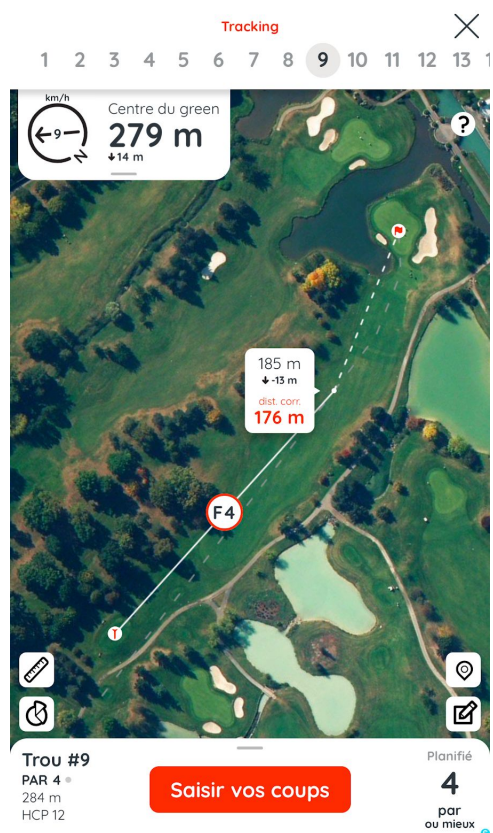 Tracking
1 2 3 4 5 6 7 8 9 10 11 12 13 1
km/h
9
N
Centre du green
279 m
14 m
?
185 m
-13 m
dist. corr.
176 m
F4
Trou #9
PAR 4
284 m
HCP 12
Saisir vos coups
Planifié
4
par
ou mieux